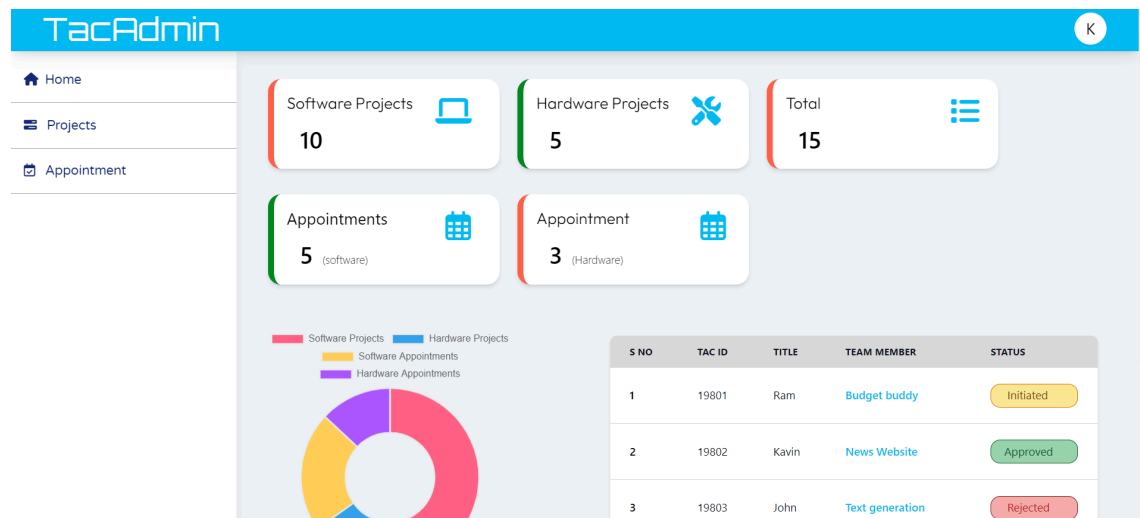 TacAdmin
K
Home
Projects
Appointment
Software Projects
10
Hardware Projects
5
Total
15
Appointments
5 (software)
Appointment
3 (Hardware)
Software Projects Hardware Projects
Software Appointments
Hardware Appointments
S NO TAC ID TITLE TEAM MEMBER STATUS
1 19801 Ram Budget buddy Initiated
2 19802 Kavin News Website Approved
3 19803 John Text generation Rejected